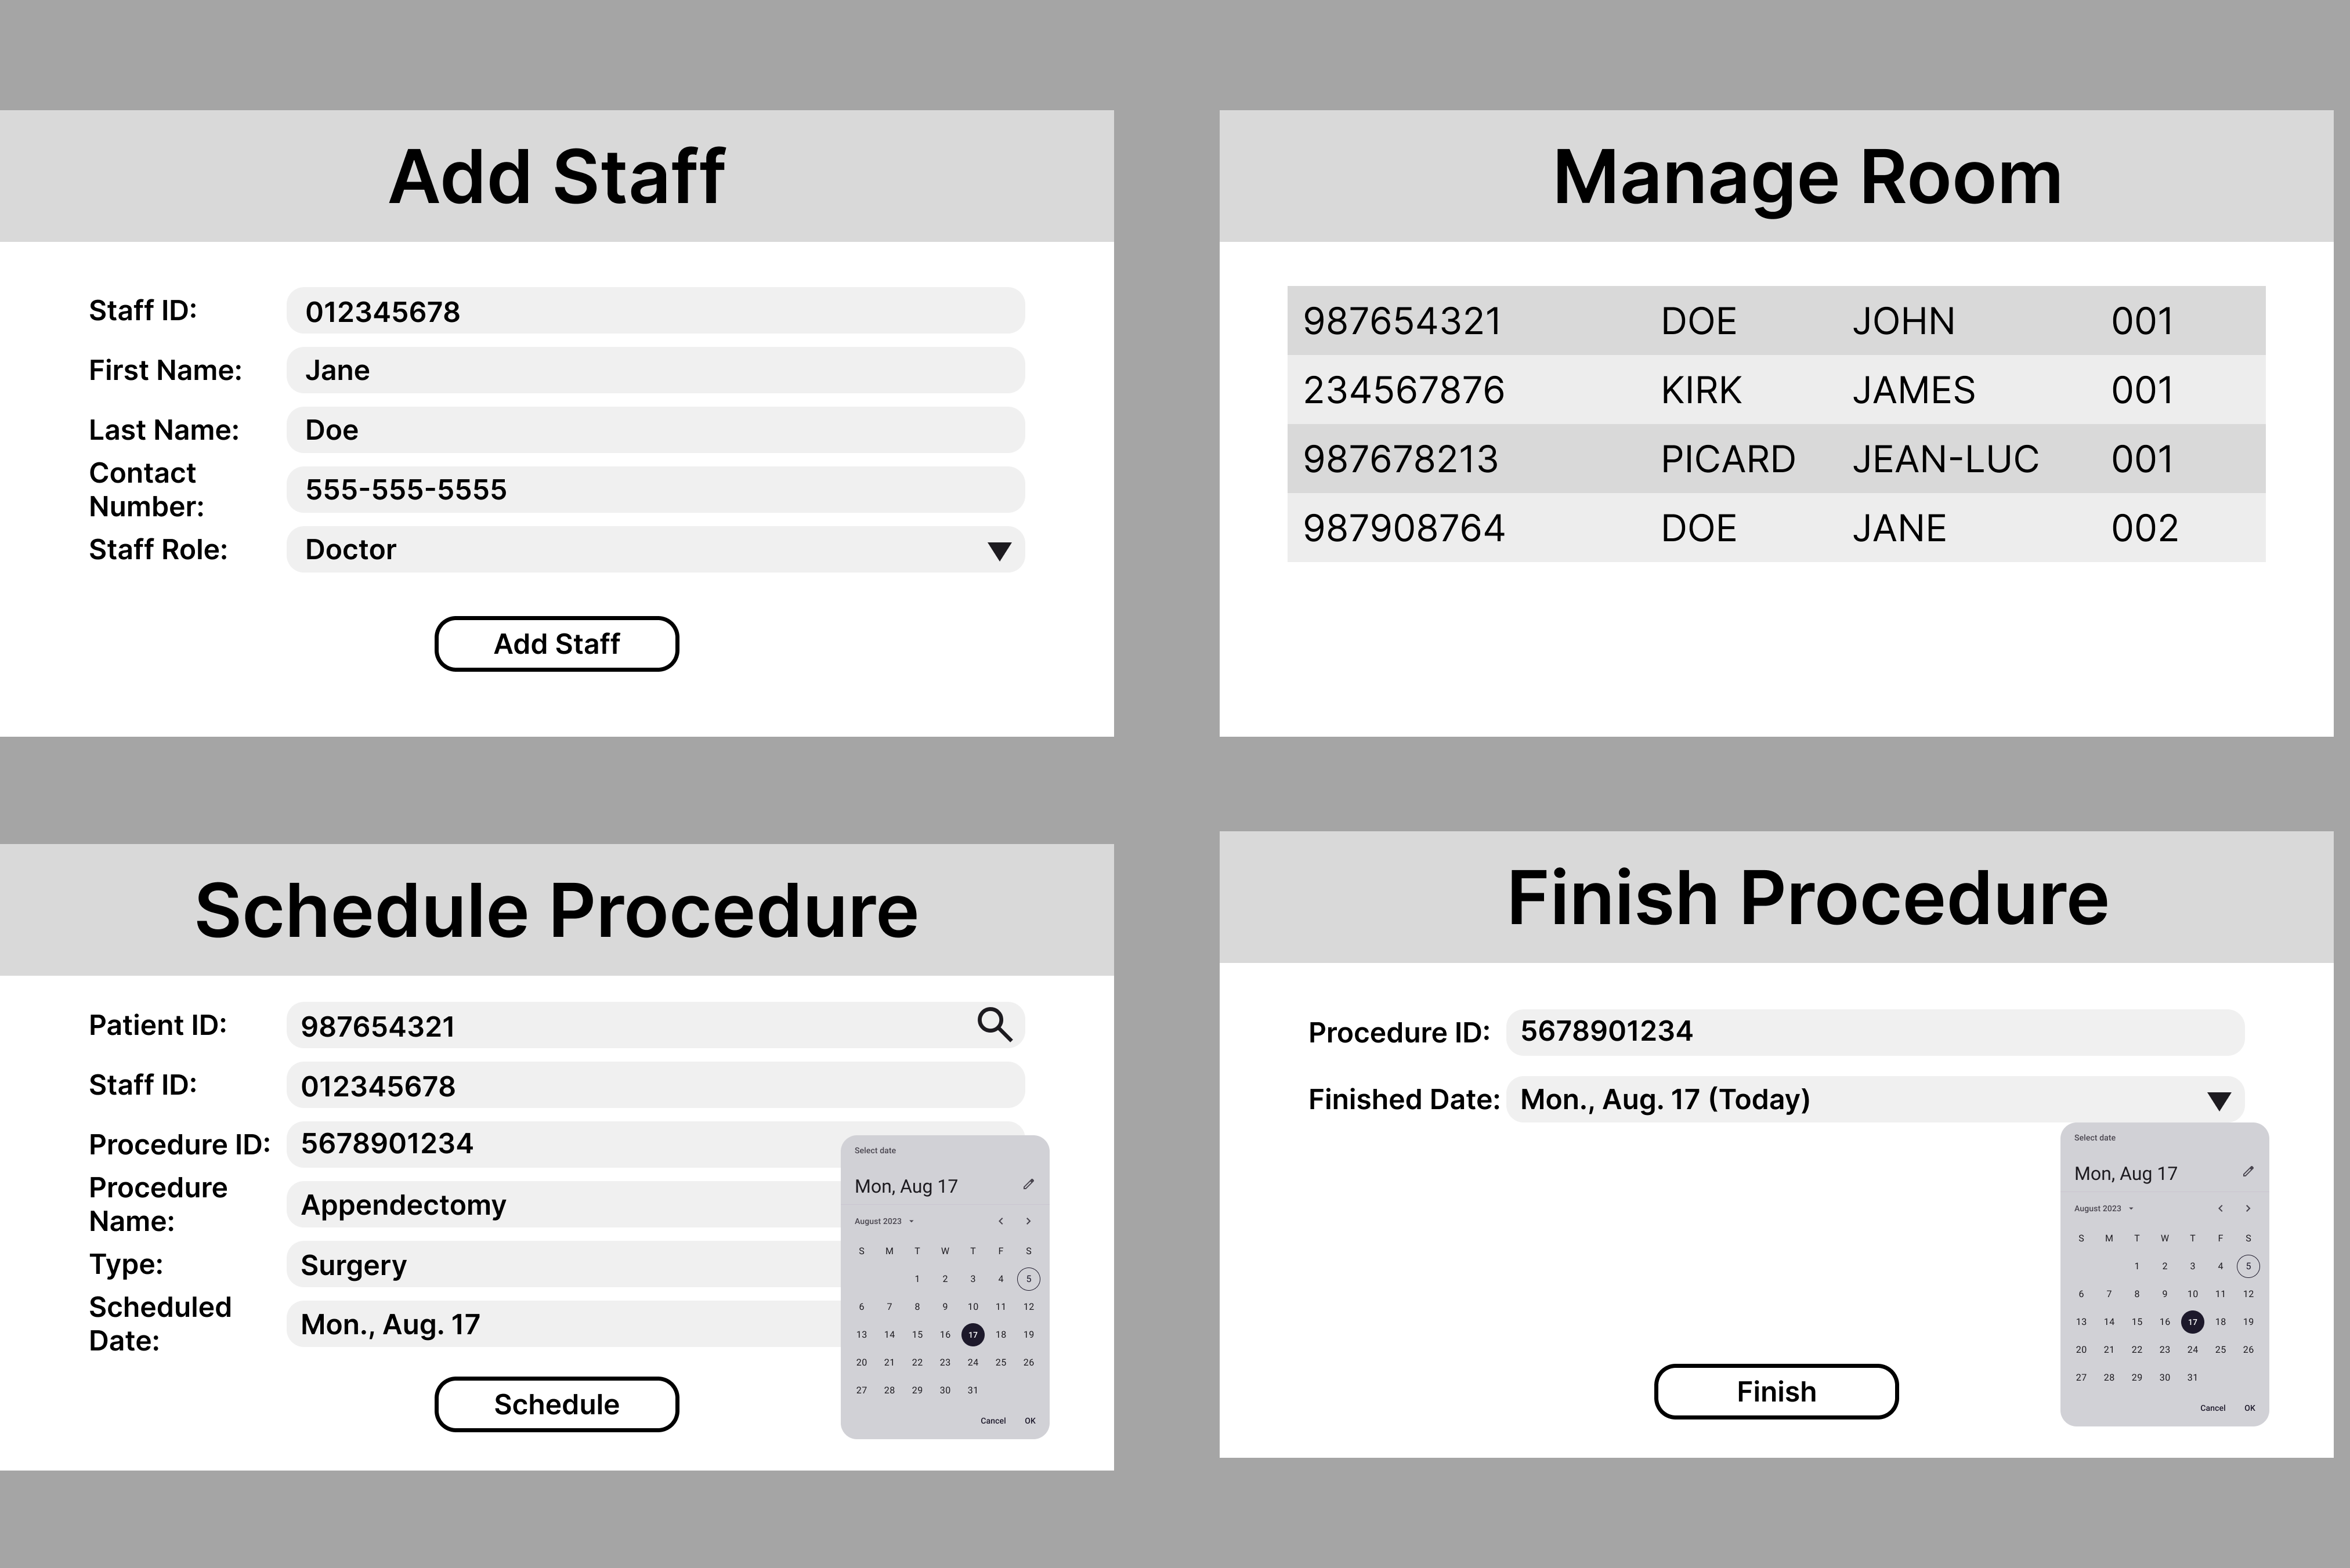 Add Staff
Staff ID: 012345678
First Name: Jane
Last Name: Doe
Contact
Number: 555-555-5555
Staff Role: Doctor
Add Staff
Manage Room
987654321 DOE JOHN 001
234567876 KIRK JAMES 001
987678213 PICARD JEAN-LUC 001
987908764 DOE JANE 002
Schedule Procedure
Patient ID: 987654321
Staff ID: 012345678
Procedure ID: 5678901234
Procedure
Name: Appendectomy
Type: Surgery
Scheduled
Date: Mon., Aug. 17
Schedule
Select date
Mon, Aug 17
August 2023
S M T W T F S
1 2 3 4 5
6 7 8 9 10 11 12
13 14 15 16 17 18 19
20 21 22 23 24 25 26
27 28 29 30 31
Cancel OK
Finish Procedure
Procedure ID: 5678901234
Finished Date: Mon., Aug. 17 (Today)
Finish
Select date
Mon, Aug 17
August 2023
S M T W T F S
1 2 3 4 5
6 7 8 9 10 11 12
13 14 15 16 17 18 19
20 21 22 23 24 25 26
27 28 29 30 31
Cancel OK